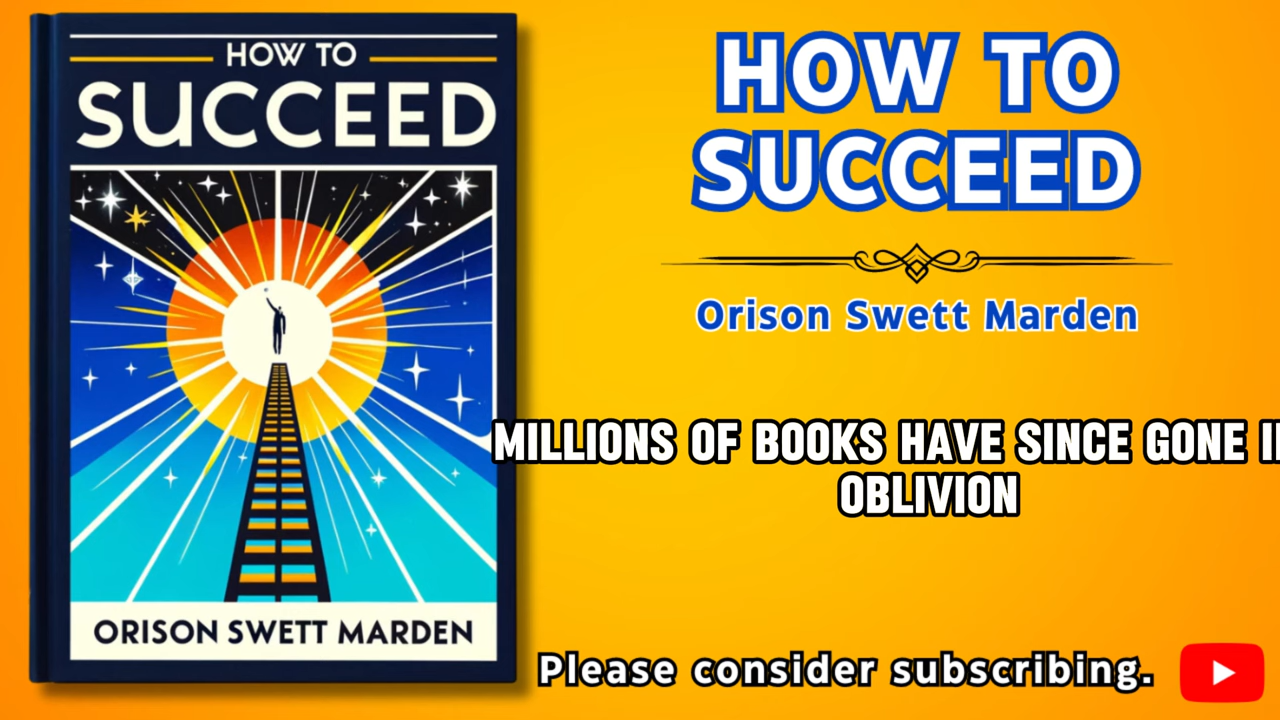 HOW TO
SUCCEED
ORISON SWETT MARDEN
HOW TO
SUCCEED
Orison Swett Marden
MILLIONS OF BOOKS HAVE SINCE GONE
OBLIVION
Please consider subscribing.